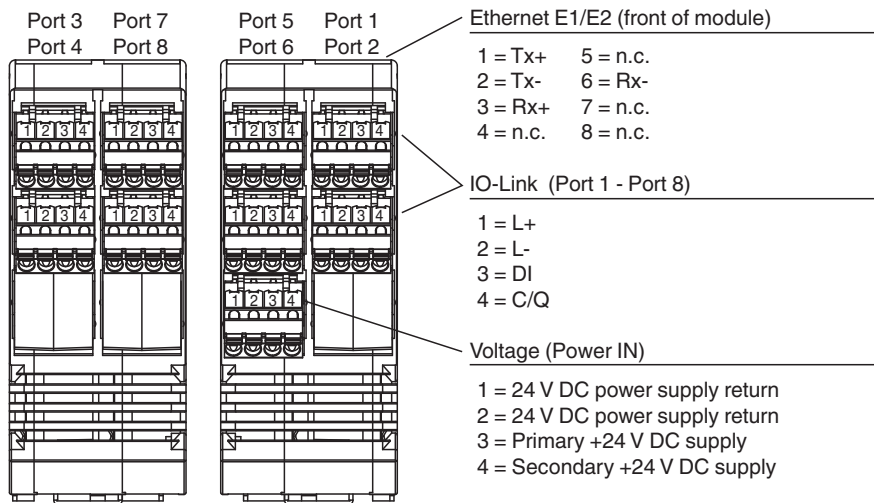 Port 3 Port 7
Port 4 Port 8
Port 5 Port 1
Port 6 Port 2
1 2 3 4 1 2 3 4
1 2 3 4 1 2 3 4
1 2 3 4 1 2 3 4
1 2 3 4 1 2 3 4
1 2 3 4
Ethernet E1/E2 (front of module)
1 = Tx+ 5 = n.c.
2 = Tx- 6 = Rx-
3 = Rx+ 7 = n.c.
4 = n.c. 8 = n.c.
IO-Link (Port 1 - Port 8)
1 = L+
2 = L-
3 = DI
4 = C/Q
Voltage (Power IN)
1 = 24 V DC power supply return
2 = 24 V DC power supply return
3 = Primary +24 V DC supply
4 = Secondary +24 V DC supply